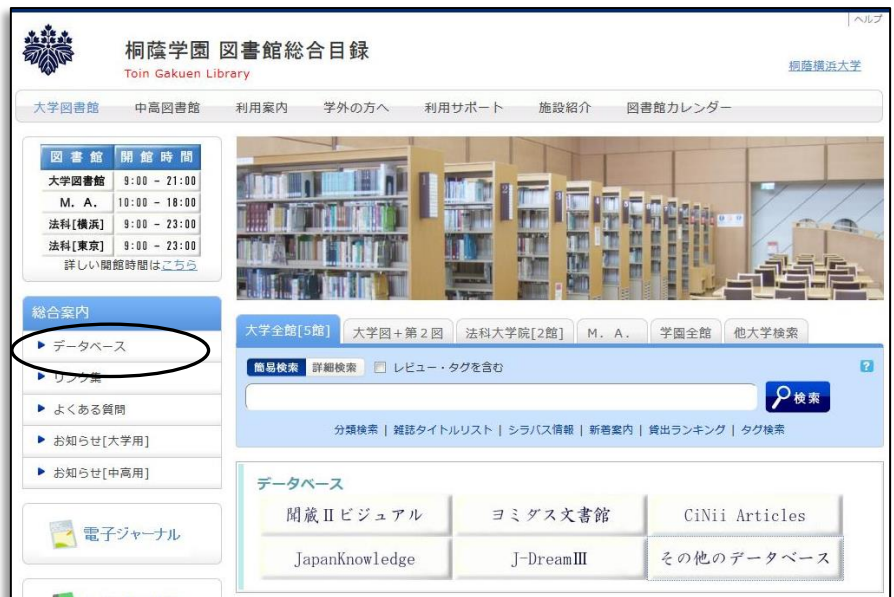 ヘルプ
桐蔭学園 図書館総合目録
Toin Gakuen Library
桐蔭横浜大学
大学図書館 中高図書館 利用案内 学外の方へ 利用サポート 施設紹介 図書館カレンダー
図書館 開館時間
大学図書館 9:00 - 21:00
M. A. 10:00 - 18:00
法科[横浜] 9:00 - 23:00
法科[東京] 9:00 - 23:00
詳しい開館時間はこちら
総合案内
データベース
リンク集
よくある質問
お知らせ[大学用]
お知らせ[中高用]
電子ジャーナル
大学全館[5館] 大学図+第2図 法科大学院[2館] M. A. 学園全館 他大学検索
簡易検索 詳細検索 レビュー・タグを含む ?
検索
分類検索 | 雑誌タイトルリスト | シラバス情報 | 新着案内 | 貸出ランキング | タグ検索
データベース
聞蔵Ⅱビジュアル ヨミダス文書館 CiNii Articles
JapanKnowledge J-DreamⅢ その他のデータベース